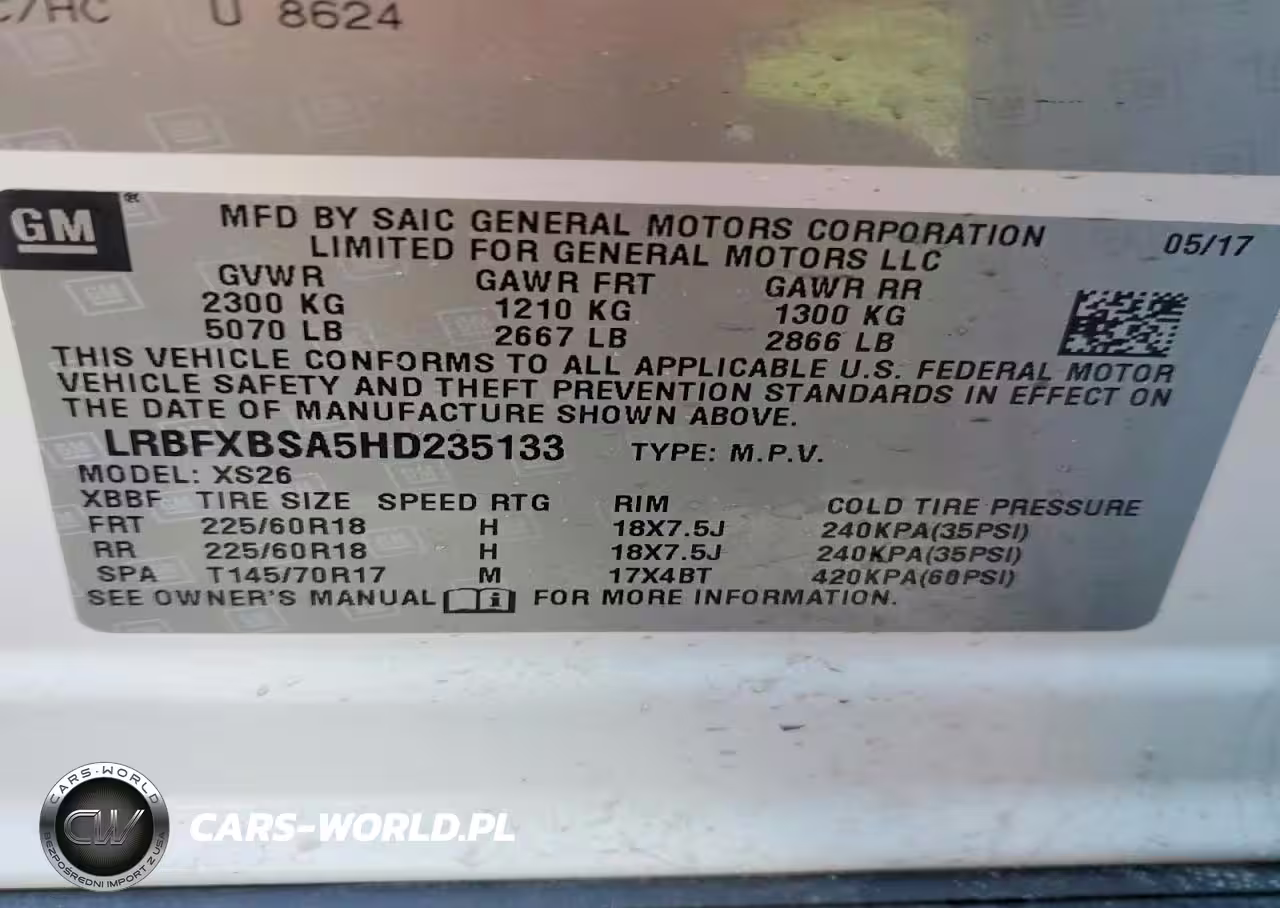 C/HC U 8624
GM
MFD BY SAIC GENERAL MOTORS CORPORATION 05/17
LIMITED FOR GENERAL MOTORS LLC
GVWR GAWR FRT GAWR RR
2300 KG 1210 KG 1300 KG
5070 LB 2667 LB 2866 LB
THIS VEHICLE CONFORMS TO ALL APPLICABLE U.S. FEDERAL MOTOR
VEHICLE SAFETY AND THEFT PREVENTION STANDARDS IN EFFECT ON
THE DATE OF MANUFACTURE SHOWN ABOVE.
LRBFXBSA5HD235133 TYPE: M.P.V.
MODEL: XS26
XBBF TIRE SIZE SPEED RTG RIM COLD TIRE PRESSURE
FRT 225/60R18 H 18X7.5J 240KPA(35PSI)
RR 225/60R18 H 18X7.5J 240KPA(35PSI)
SPA T145/70R17 M 17X4BT 420KPA(60PSI)
SEE OWNER'S MANUAL FOR MORE INFORMATION.
CARS-WORLD
CW
BEZPOŚREDNI IMPORT Z USA
CARS-WORLD.PL